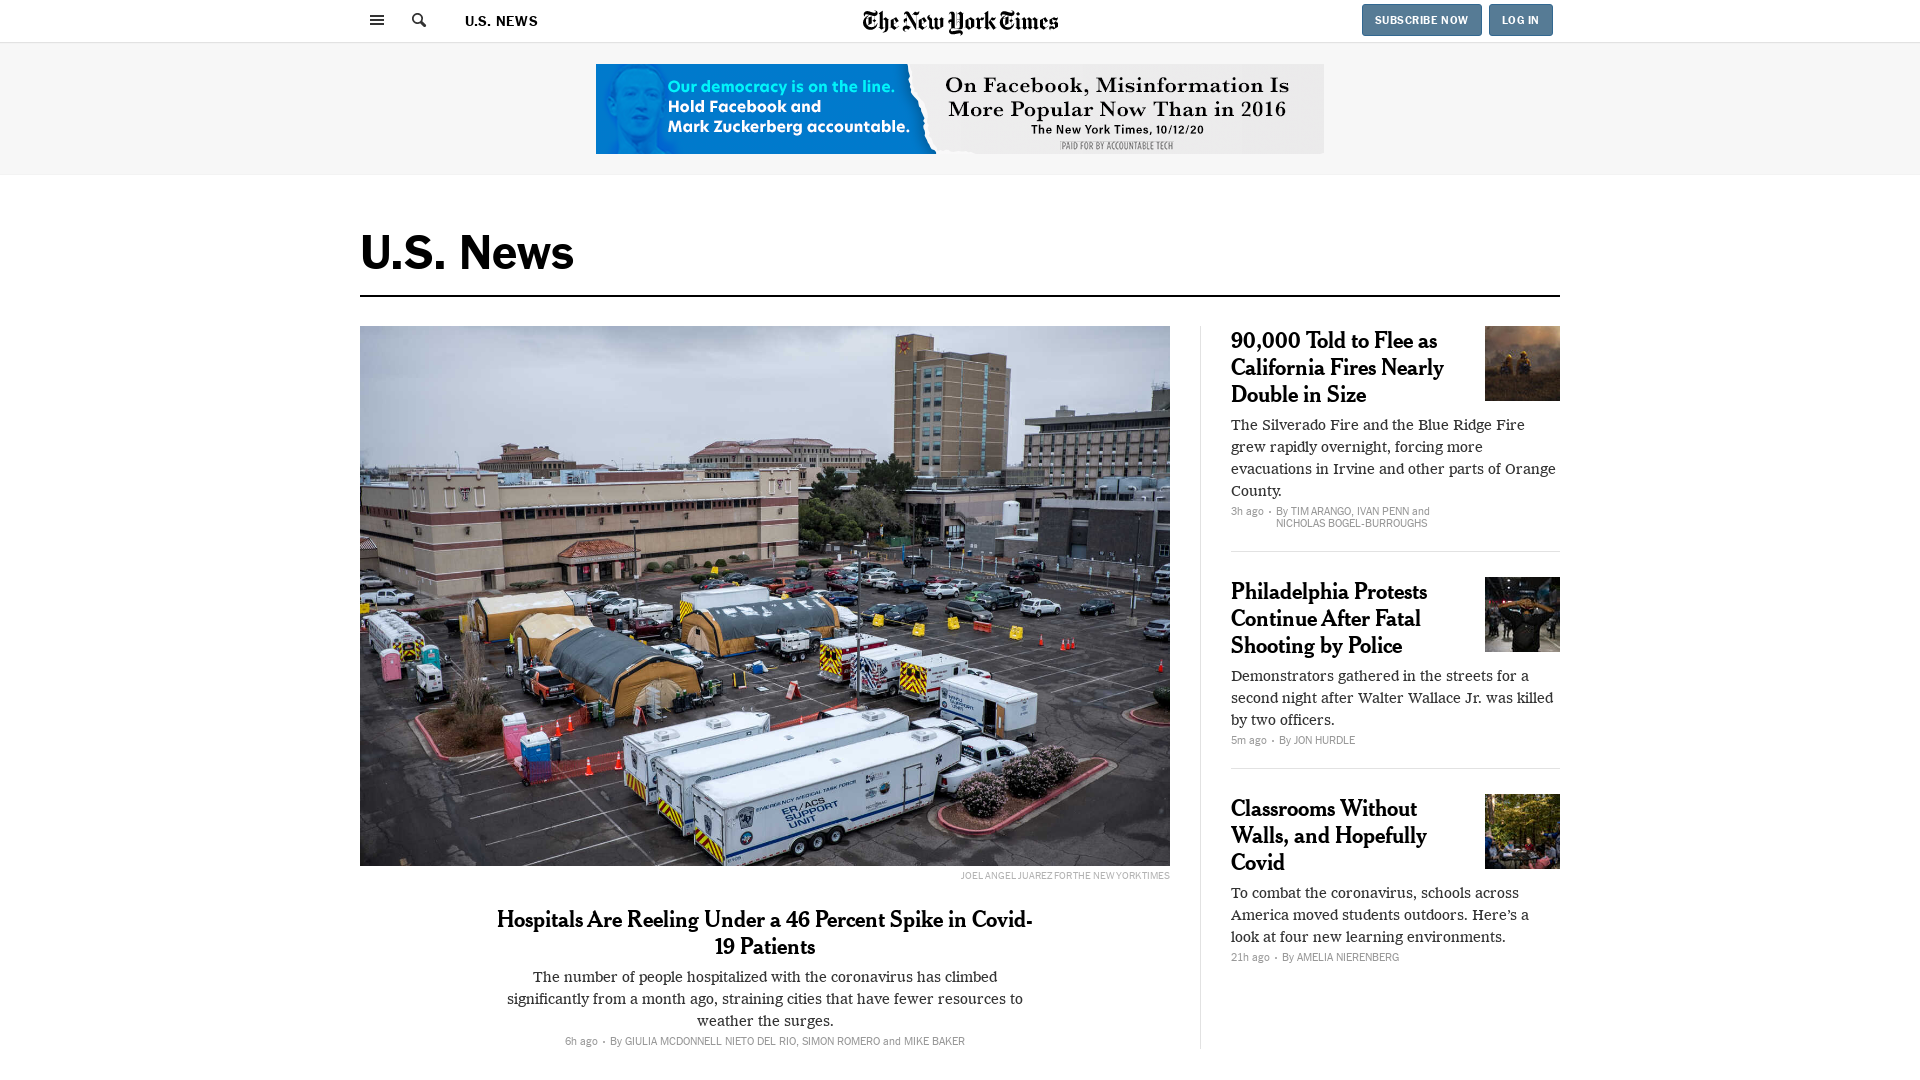 U.S. NEWS
The New York Times
SUBSCRIBE NOW
LOG IN
Our democracy is on the line.
Hold Facebook and
Mark Zuckerberg accountable.
On Facebook, Misinformation Is
More Popular Now Than in 2016
The New York Times, 10/12/20
PAID FOR BY ACCOUNTABLE TECH
U.S. News
EMERGENCY MEDICAL TASK FORCE
ER/ACS
SUPPORT
UNIT
JOEL ANGEL JUAREZ FOR THE NEW YORK TIMES
Hospitals Are Reeling Under a 46 Percent Spike in Covid-
19 Patients
The number of people hospitalized with the coronavirus has climbed
significantly from a month ago, straining cities that have fewer resources to
weather the surges.
6h ago • By GIULIA MCDONNELL NIETO DEL RIO, SIMON ROMERO and MIKE BAKER
90,000 Told to Flee as
California Fires Nearly
Double in Size
The Silverado Fire and the Blue Ridge Fire
grew rapidly overnight, forcing more
evacuations in Irvine and other parts of Orange
County.
3h ago • By TIM ARANGO, IVAN PENN and
NICHOLAS BOGEL-BURROUGHS
Philadelphia Protests
Continue After Fatal
Shooting by Police
Demonstrators gathered in the streets for a
second night after Walter Wallace Jr. was killed
by two officers.
5m ago • By JON HURDLE
Classrooms Without
Walls, and Hopefully
Covid
To combat the coronavirus, schools across
America moved students outdoors. Here’s a
look at four new learning environments.
21h ago • By AMELIA NIERENBERG